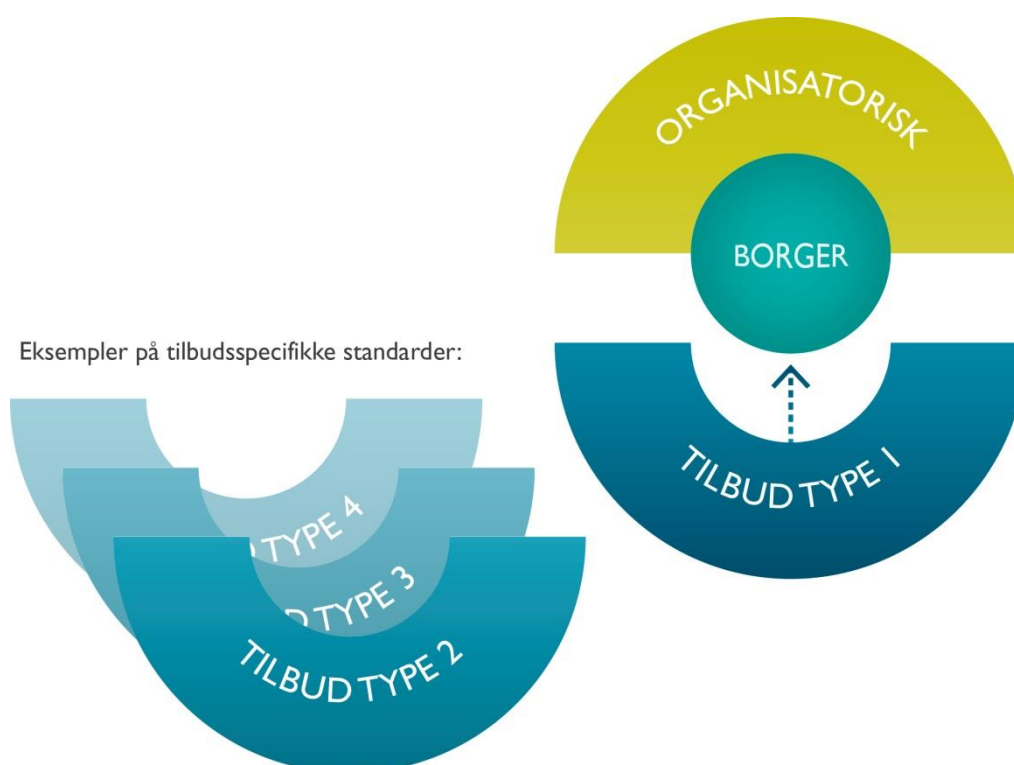 ORGANISATORISK
BORGER
Eksempler på tilbudsspecifikke standarder:
TILBUD TYPE 1
D TYPE 4
D TYPE 3
TILBUD TYPE 2